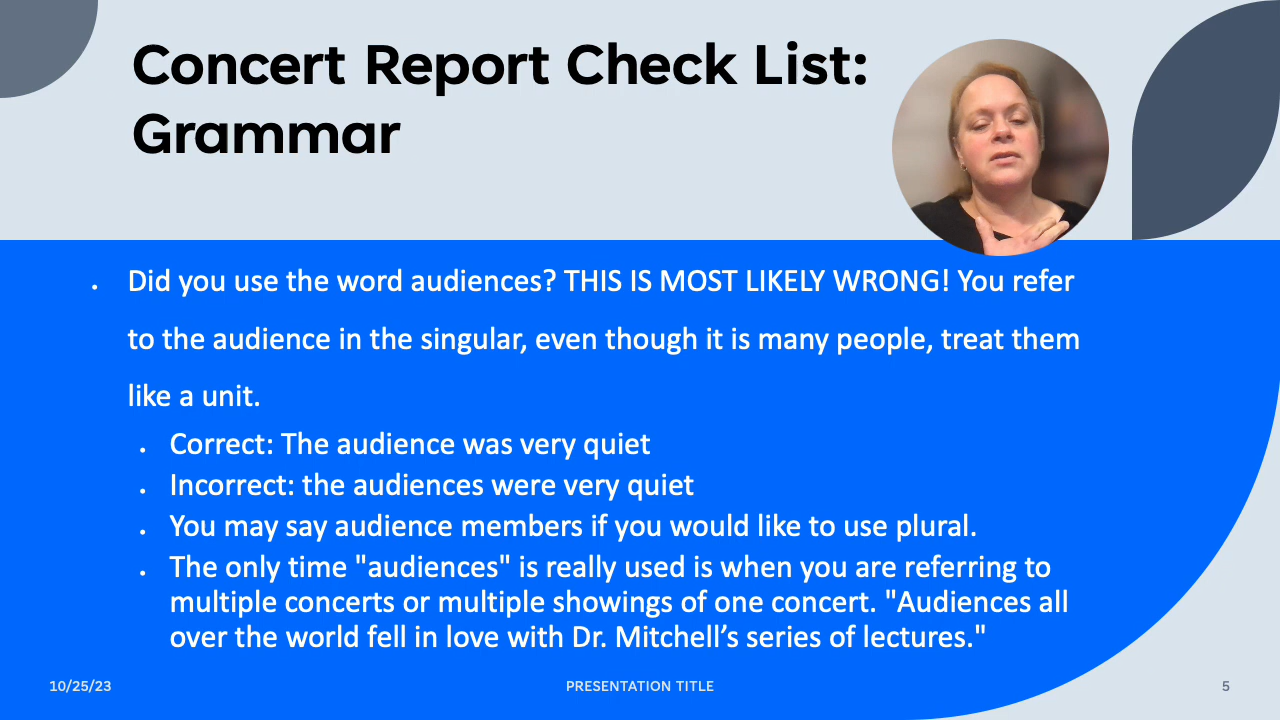 Concert Report Check List:
Grammar
• Did you use the word audiences? THIS IS MOST LIKELY WRONG! You refer
to the audience in the singular, even though it is many people, treat them
like a unit.
• Correct: The audience was very quiet
• Incorrect: the audiences were very quiet
• You may say audience members if you would like to use plural.
• The only time "audiences" is really used is when you are referring to
multiple concerts or multiple showings of one concert. "Audiences all
over the world fell in love with Dr. Mitchell’s series of lectures."
10/25/23
PRESENTATION TITLE
5